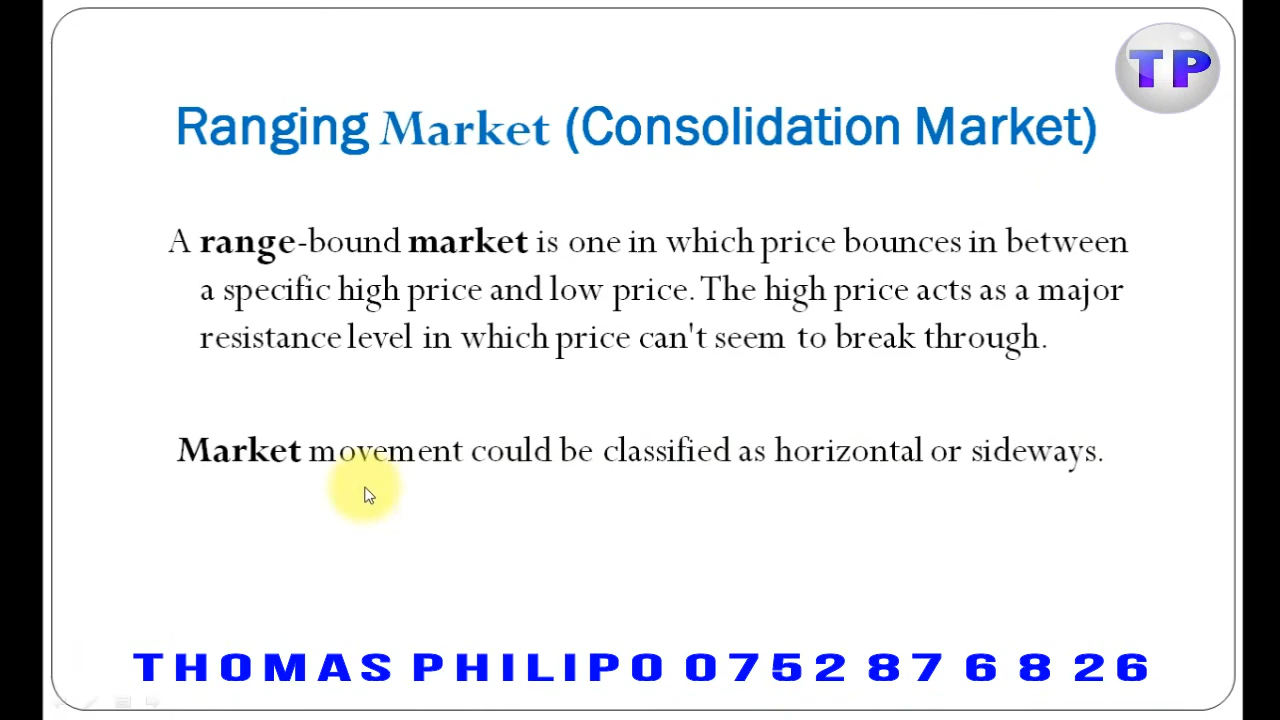 TP
Ranging Market (Consolidation Market)
A range-bound market is one in which price bounces in between
a specific high price and low price. The high price acts as a major
resistance level in which price can't seem to break through.
Market movement could be classified as horizontal or sideways.
THOMAS PHILIPO 0752 87 6 8 26